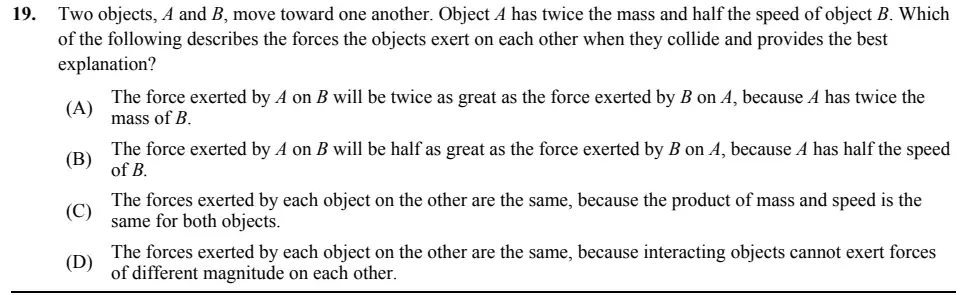 19. Two objects, A and B, move toward one another. Object A has twice the mass and half the speed of object B. Which
of the following describes the forces the objects exert on each other when they collide and provides the best
explanation?
(A) The force exerted by A on B will be twice as great as the force exerted by B on A, because A has twice the
mass of B.
(B) The force exerted by A on B will be half as great as the force exerted by B on A, because A has half the speed
of B.
(C) The forces exerted by each object on the other are the same, because the product of mass and speed is the
same for both objects.
(D) The forces exerted by each object on the other are the same, because interacting objects cannot exert forces
of different magnitude on each other.